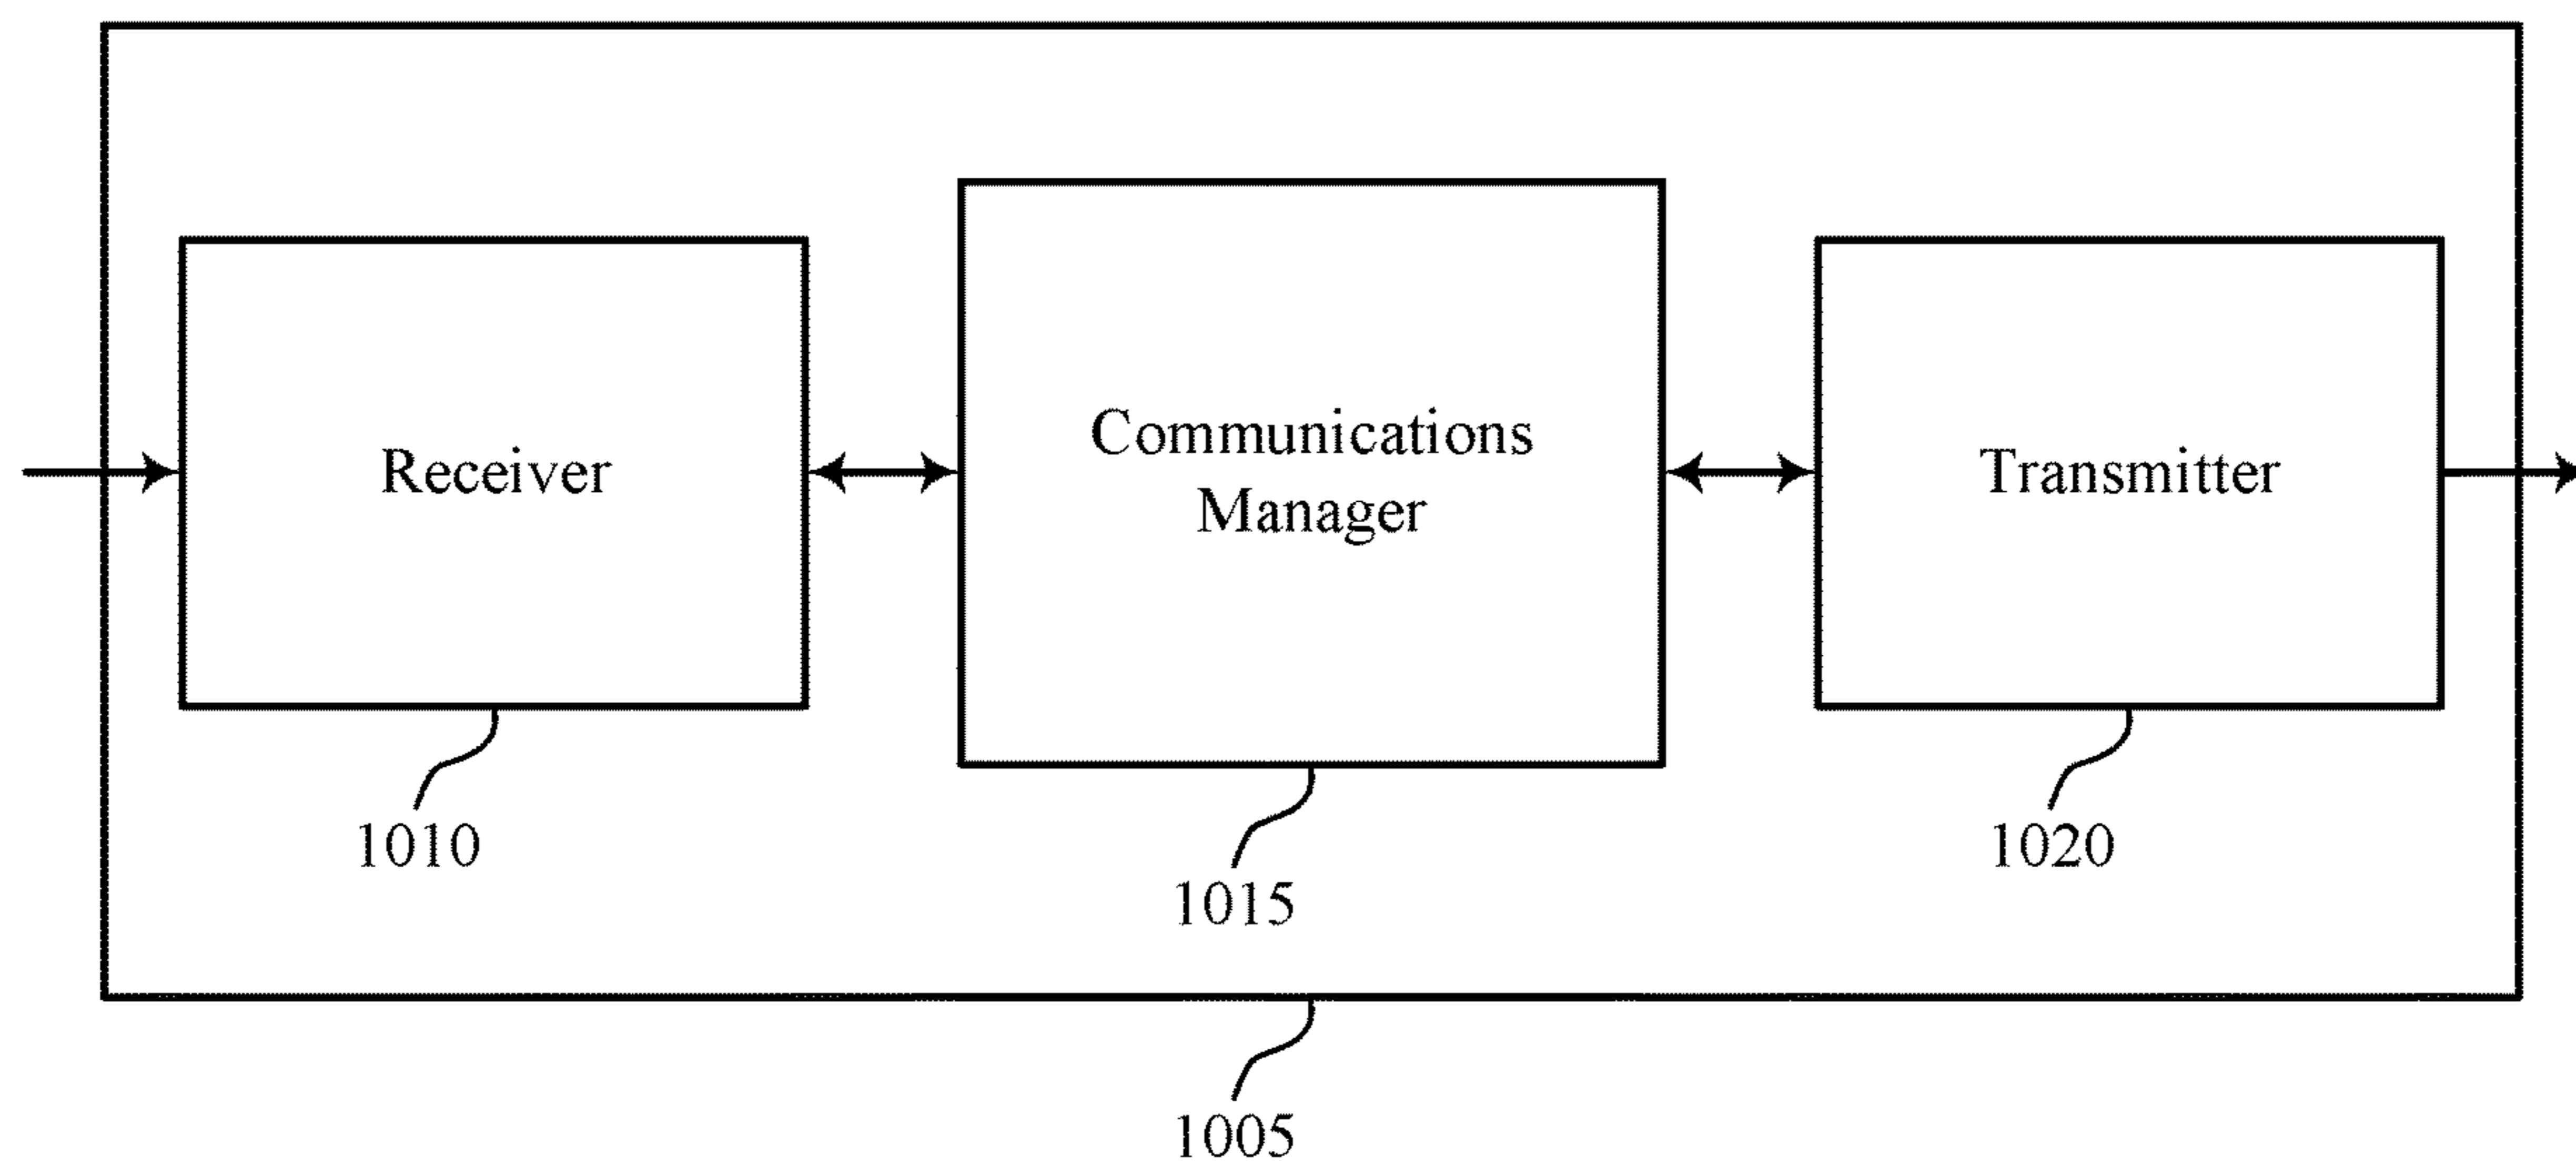 Receiver
Communications
Manager
Transmitter
1010
1015
1020
1005